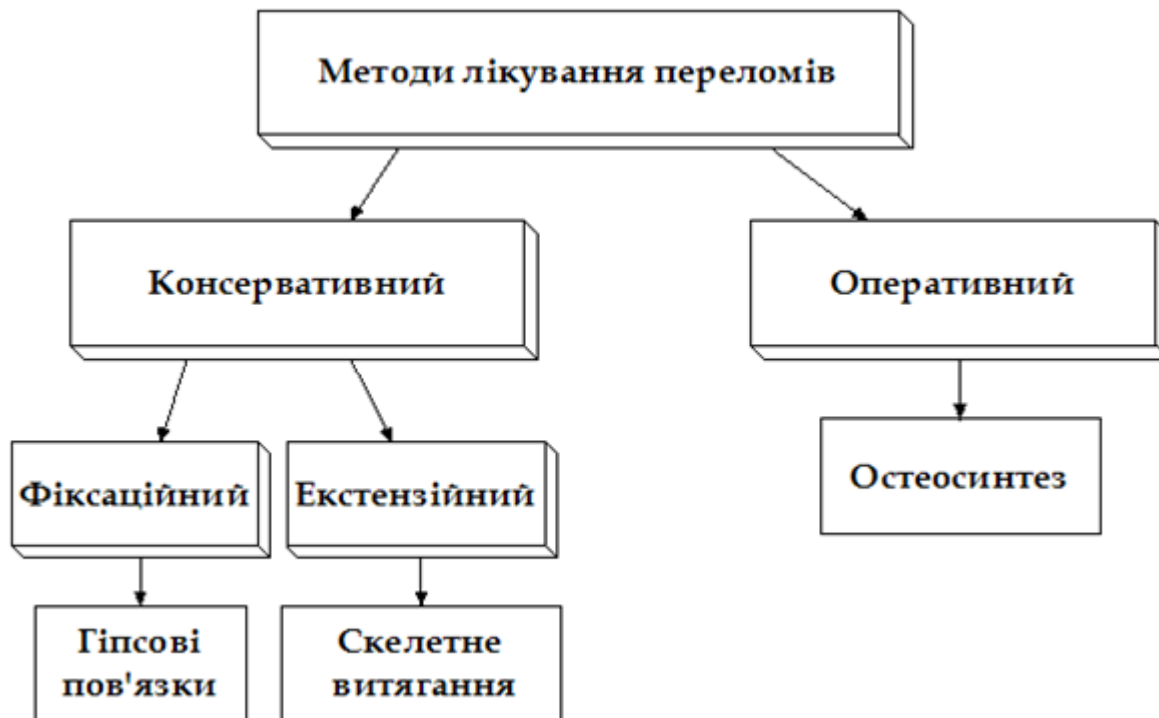 Методи лікування переломів
Консервативний
Оперативний
Фіксаційний
Екстензійний
Остеосинтез
Гіпсові
пов'язки
Скелетне
витягання